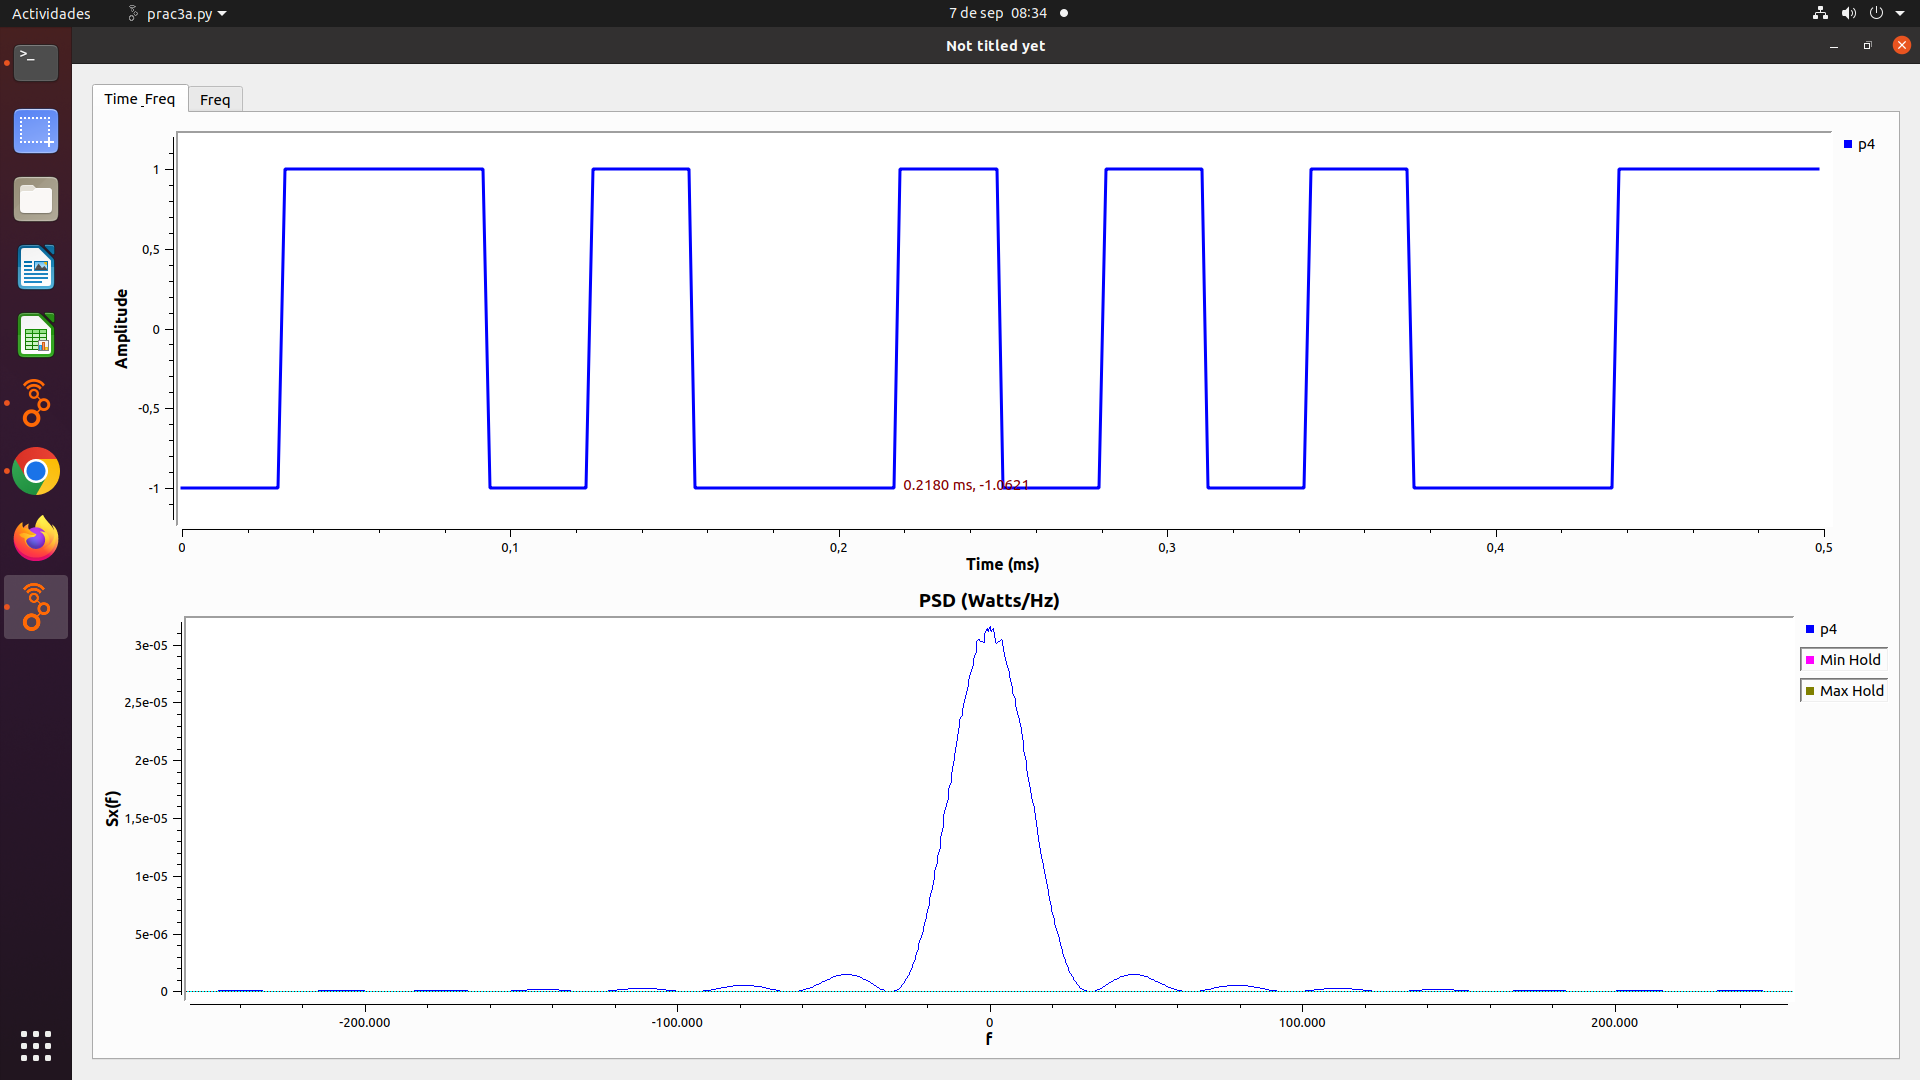 Actividades
prac3a.py
7 de sep 08:34
Not titled yet
Time_Freq
Freq
p4
1
0,5
0
-0,5
-1
Amplitude
0.2180 ms, -1.0621
0
0,1
0,2
0,3
0,4
0,5
Time (ms)
PSD (Watts/Hz)
p4
Min Hold
Max Hold
3e-05
2,5e-05
2e-05
1,5e-05
1e-05
5e-06
0
Sx(f)
-200.000
-100.000
0
100.000
200.000
f